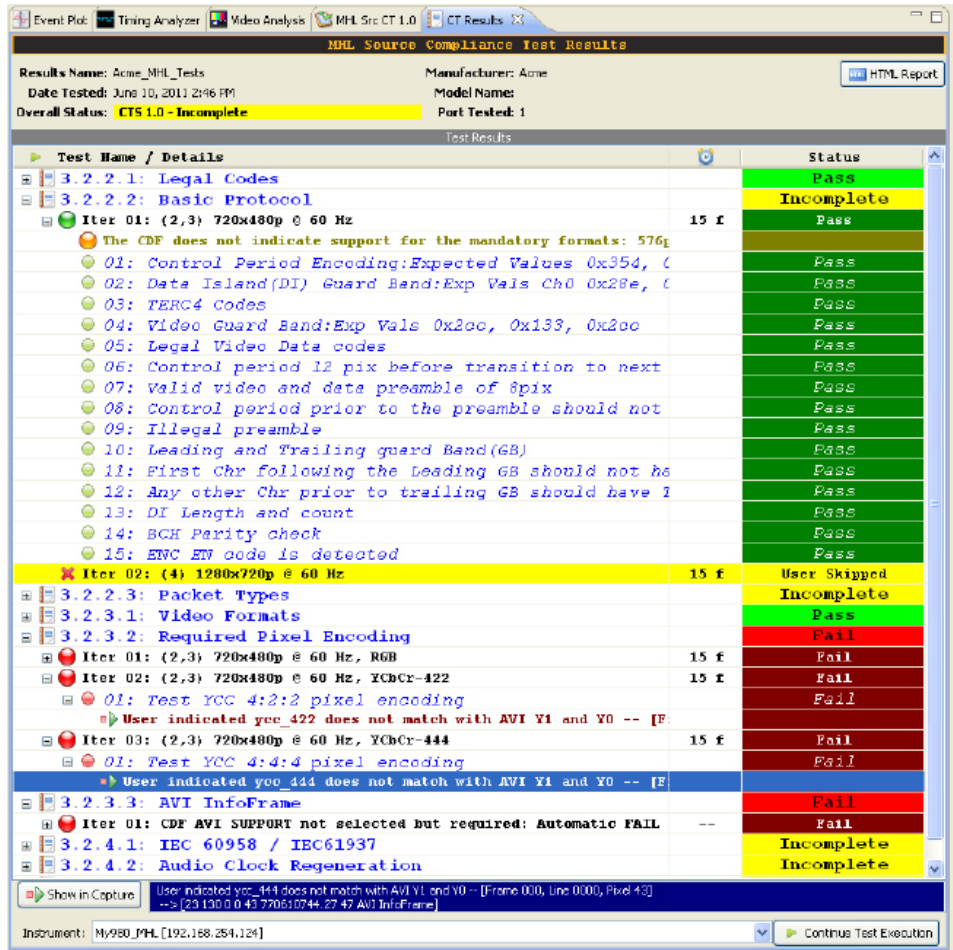 Event Plot Timing Analyzer Video Analysis MHL Src CT 1.0 CT Results
MHL Source Compliance Test Results
Results Name: Acme_MHL_Tests Manufacturer: Acme HTML Report
Date Tested: June 10, 2011 2:46 PM Model Name:
Overall Status: CTS 1.0 - Incomplete Port Tested: 1
Test Results
Test Name / Details Status
3.2.2.1: Legal Codes Pass
3.2.2.2: Basic Protocol Incomplete
Iter 01: (2,3) 720x480p @ 60 Hz 15 f Pass
The CDF does not indicate support for the mandatory formats: 576p
01: Control Period Encoding:Expected Values 0x354, 0 Pass
02: Data Island(DI) Guard Band:Exp Vals Ch0 0x28e, 0 Pass
03: TERC4 Codes Pass
04: Video Guard Band:Exp Vals 0x2cc, 0x133, 0x2cc Pass
05: Legal Video Data codes Pass
06: Control period 12 pix before transition to next Pass
07: Valid video and data preamble of 8pix Pass
08: Control period prior to the preamble should not Pass
09: Illegal preamble Pass
10: Leading and Trailing guard Band(GB) Pass
11: First Chr following the Leading GB should not ha Pass
12: Any other Chr prior to trailing GB should have Pass
13: DI Length and count Pass
14: BCH Parity check Pass
15: ENC EN code is detected Pass
Iter 02: (4) 1280x720p @ 60 Hz 15 f User Skipped
3.2.2.3: Packet Types Incomplete
3.2.3.1: Video Formats Pass
3.2.3.2: Required Pixel Encoding Fail
Iter 01: (2,3) 720x480p @ 60 Hz, RGB 15 f Fail
Iter 02: (2,3) 720x480p @ 60 Hz, YCbCr-422 15 f Fail
01: Test YCC 4:2:2 pixel encoding Fail
User indicated ycc_422 does not match with AVI Y1 and Y0 -- [F
Iter 03: (2,3) 720x480p @ 60 Hz, YCbCr-444 15 f Fail
01: Test YCC 4:4:4 pixel encoding Fail
User indicated ycc_444 does not match with AVI Y1 and Y0 -- [F
3.2.3.3: AVI InfoFrame Fail
Iter 01: CDF AVI SUPPORT not selected but required: Automatic FAIL -- Fail
3.2.4.1: IEC 60958 / IEC61937 Incomplete
3.2.4.2: Audio Clock Regeneration Incomplete
Show in Capture
User indicated ycc_444 does not match with AVI Y1 and Y0 -- [Frame 000, Line 0000, Pixel 43]
--> [23 130 0 0 43 770610744.27 47 AVI InfoFrame]
Instrument: My980_MHL [192.168.254.124] Continue Test Execution